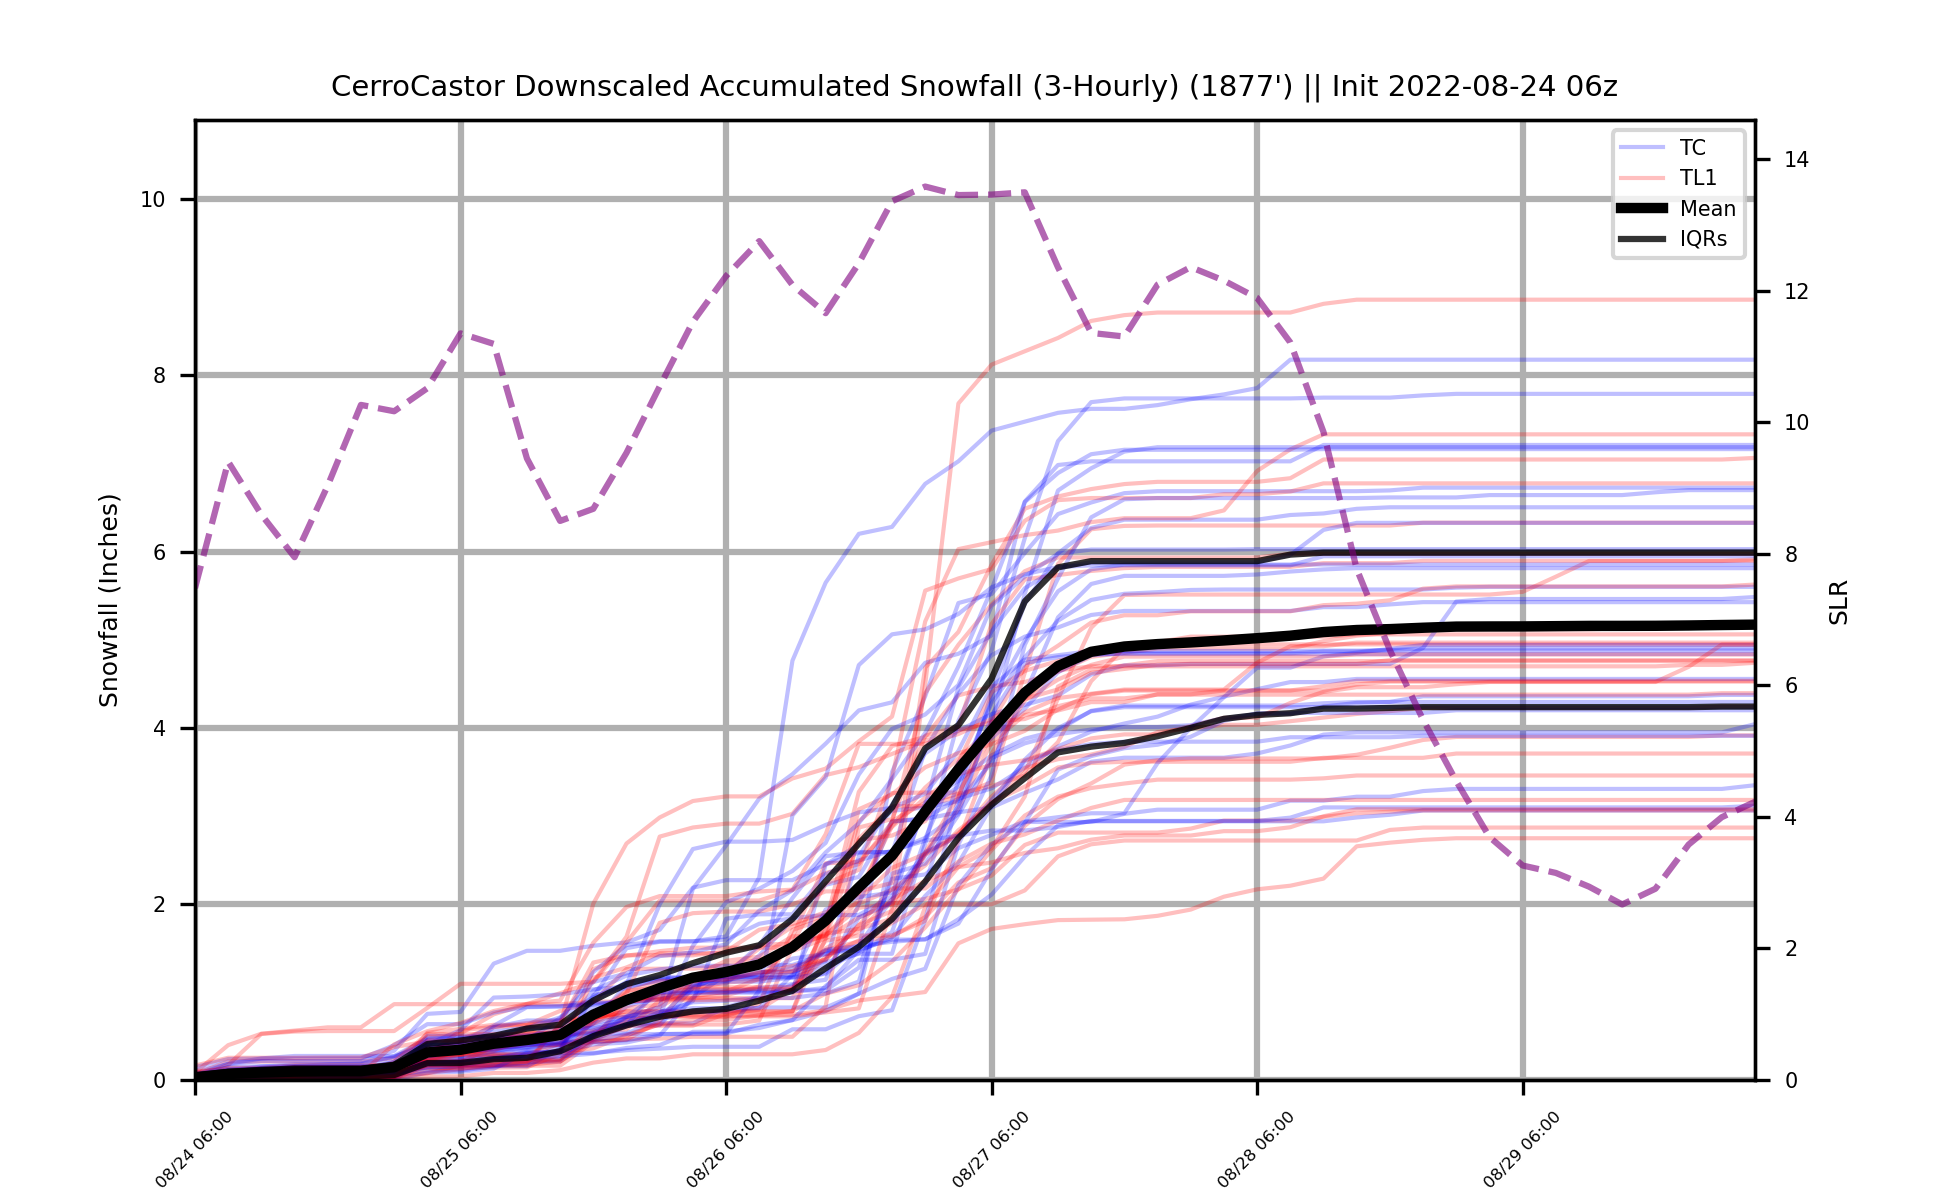 CerroCastor Downscaled Accumulated Snowfall (3-Hourly) (1877') || Init 2022-08-24 06z
TC
TL1
Mean
IQRs
Snowfall (Inches)
10
8
6
4
2
0
SLR
14
12
10
8
6
4
2
0
08/24 06:00
08/25 06:00
08/26 06:00
08/27 06:00
08/28 06:00
08/29 06:00